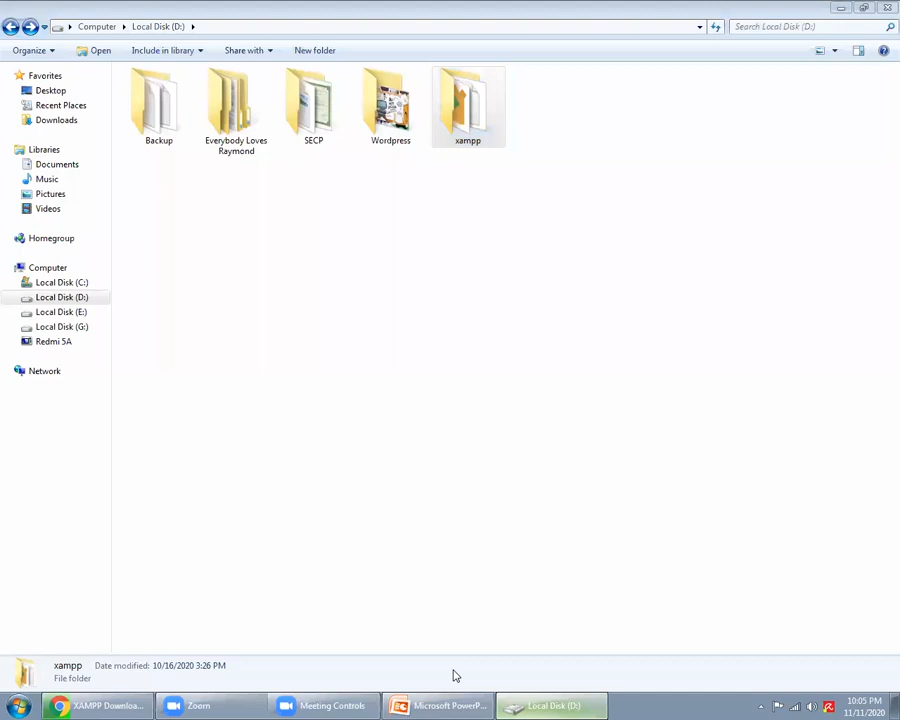 Computer
Local Disk (D:)
Search Local Disk (D:)
Organize
Open
Include in library
Share with
New folder
Favorites
Desktop
Recent Places
Downloads
Libraries
Documents
Music
Pictures
Videos
Homegroup
Computer
Local Disk (C:)
Local Disk (D:)
Local Disk (E:)
Local Disk (G:)
Redmi 5A
Network
Backup
Everybody Loves
Raymond
SECP
Wordpress
xampp
xampp
Date modified: 10/16/2020 3:26 PM
File folder
XAMPP Downloa...
Zoom
Meeting Controls
Microsoft PowerP...
Local Disk (D:)
10:05 PM
11/11/2020